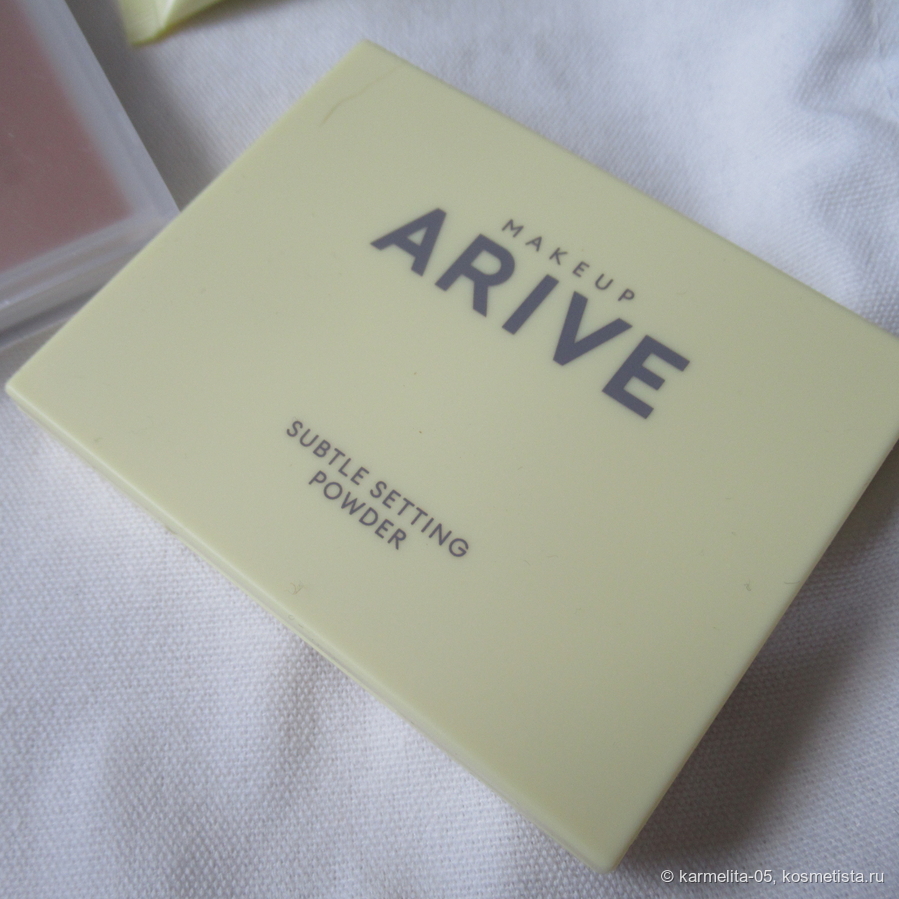 MAKEUP
ARIVE
SUBTLE SETTING
POWDER
© karmelita-05, kosmetista.ru